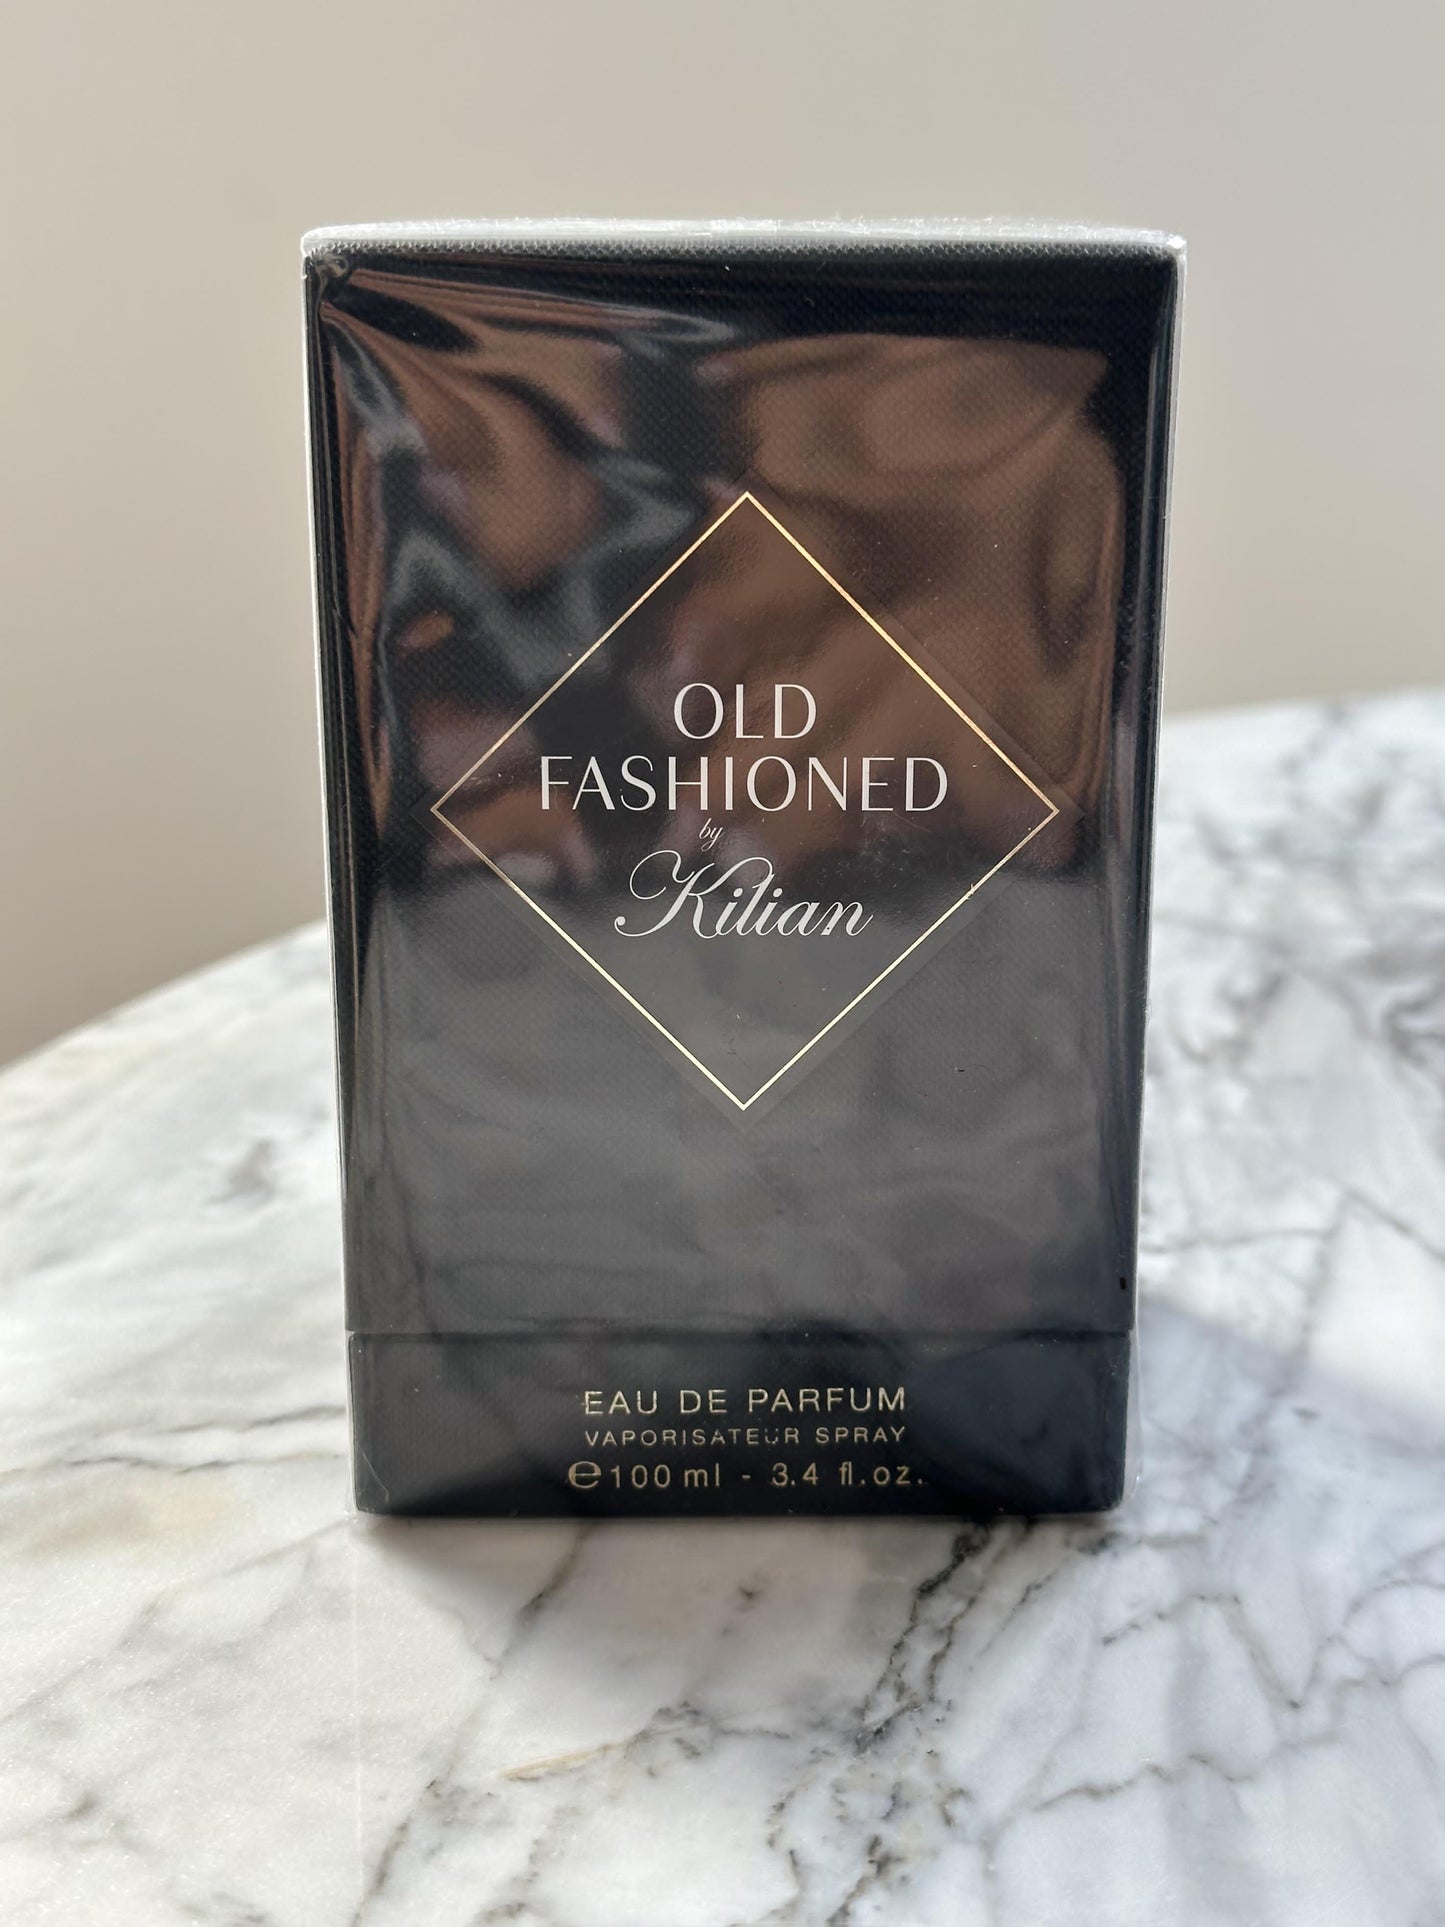 OLD
FASHIONED
by
Kilian
EAU DE PARFUM
VAPORISATEUR SPRAY
℮100 ml - 3.4 fl.oz.